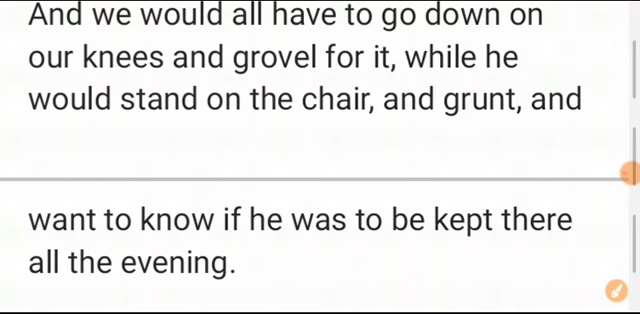 And we would all have to go down on
our knees and grovel for it, while he
would stand on the chair, and grunt, and
want to know if he was to be kept there
all the evening.